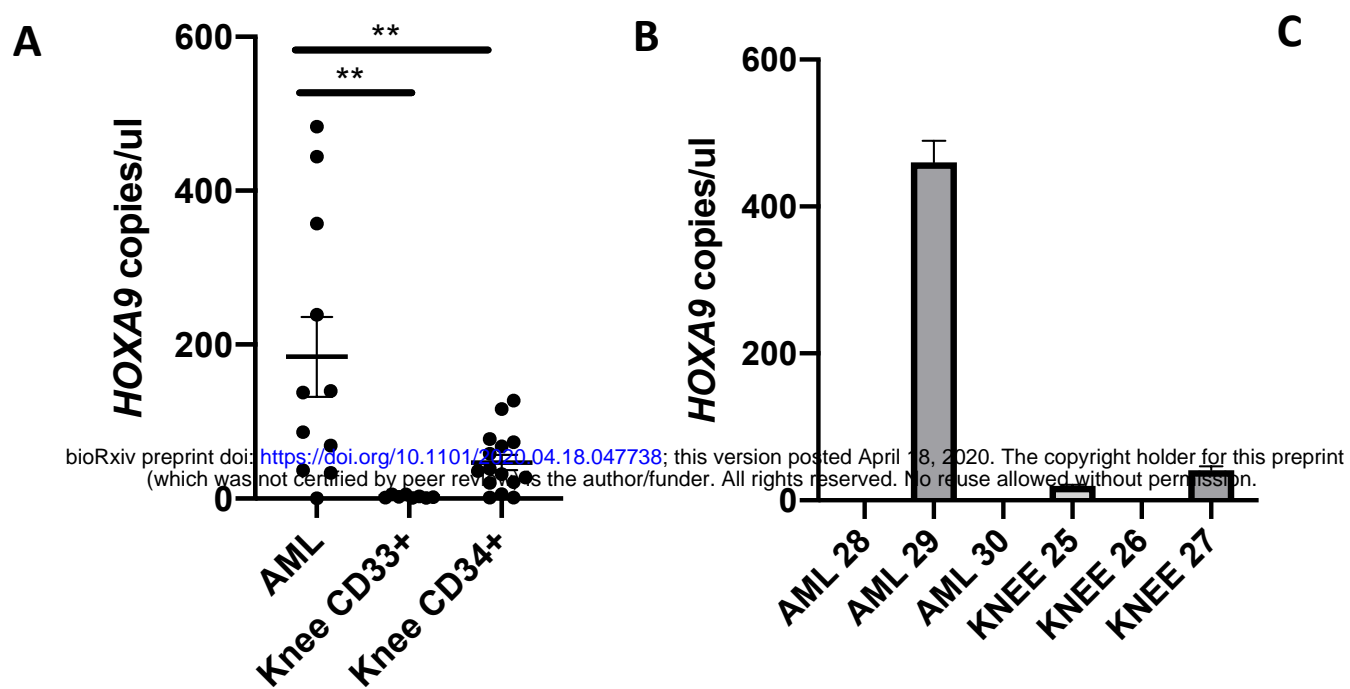 A
B
C
**
**
600
400
200
0
HOXA9 copies/ul
AML
Knee CD33+
Knee CD34+
600
400
200
0
HOXA9 copies/ul
AML 28
AML 29
AML 30
KNEE 25
KNEE 26
KNEE 27
bioRxiv preprint doi: https://doi.org/10.1101/2020.04.18.047738; this version posted April 18, 2020. The copyright holder for this preprint
(which was not certified by peer review) is the author/funder. All rights reserved. No reuse allowed without permission.